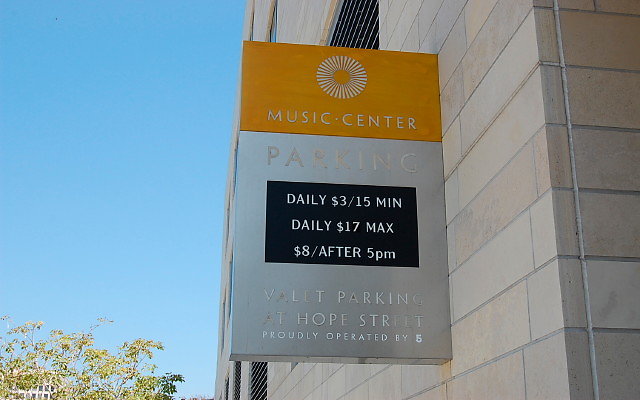 MUSIC·CENTER
PARKING
DAILY $3/15 MIN
DAILY $17 MAX
$8/AFTER 5pm
VALET PARKING
AT HOPE STREET
PROUDLY OPERATED BY 5